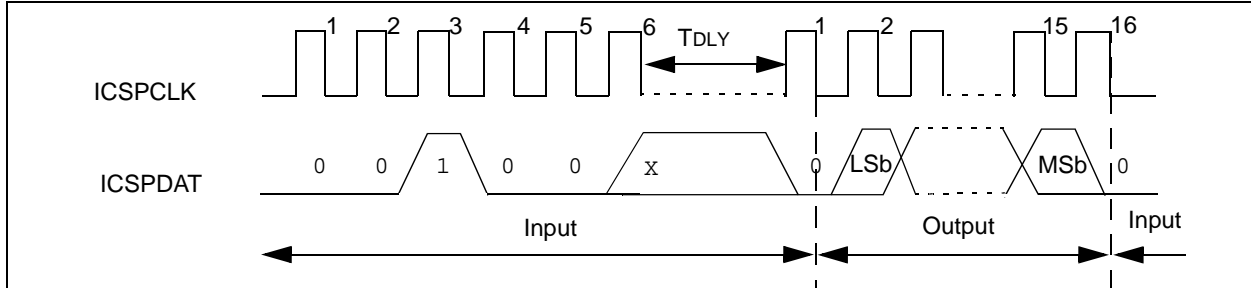 1 2 3 4 5 6 TDLY 1 2 15 16
ICSPCLK
0 0 1 0 0 x 0 LSb MSb 0
ICSPDAT
Input Output Input